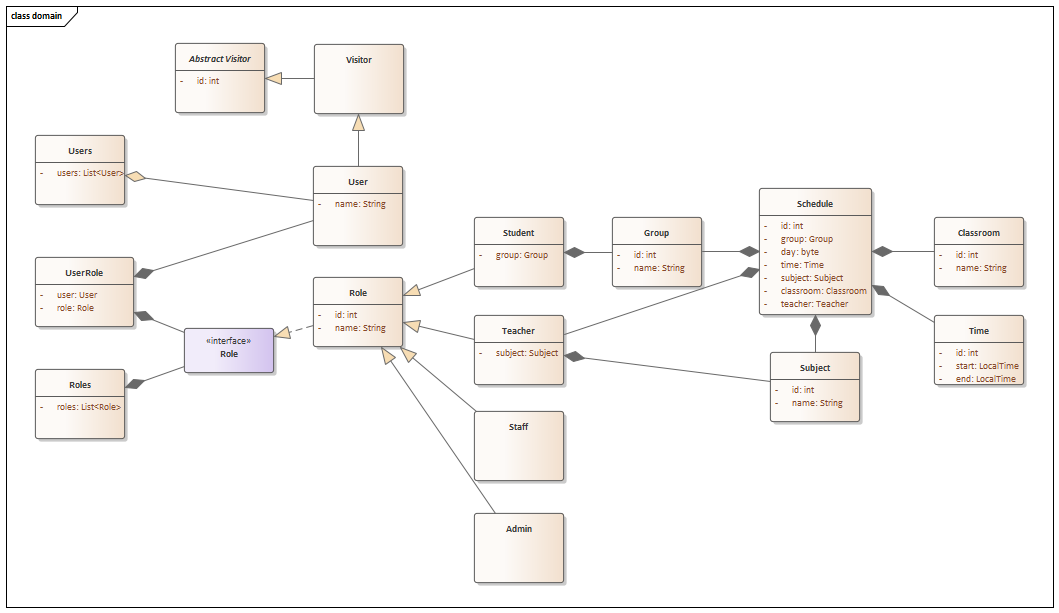 class domain
Abstract Visitor
- id: int
Visitor
Users
- users: List<User>
User
- name: String
UserRole
- user: User
- role: Role
«interface»
Role
Roles
- roles: List<Role>
Role
- id: int
- name: String
Student
- group: Group
Group
- id: int
- name: String
Teacher
- subject: Subject
Staff
Admin
Schedule
- id: int
- group: Group
- day: byte
- time: Time
- subject: Subject
- classroom: Classroom
- teacher: Teacher
Classroom
- id: int
- name: String
Time
- id: int
- start: LocalTime
- end: LocalTime
Subject
- id: int
- name: String